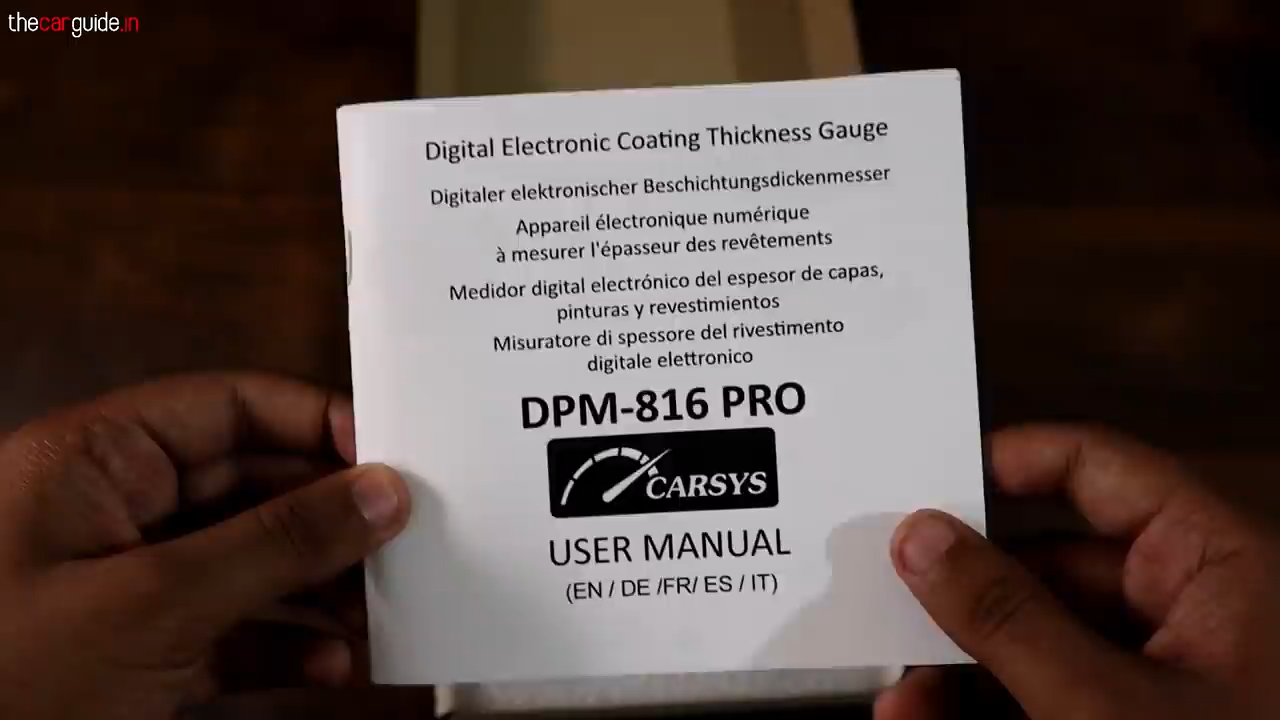 thecarguide.in
Digital Electronic Coating Thickness Gauge
Digitaler elektronischer Beschichtungsdickenmesser
Appareil électronique numérique
à mesurer l'épasseur des revêtements
Medidor digital electrónico del espesor de capas,
pinturas y revestimientos
Misuratore di spessore del rivestimento
digitale elettronico
DPM-816 PRO
CARSYS
USER MANUAL
(EN / DE /FR/ ES / IT)